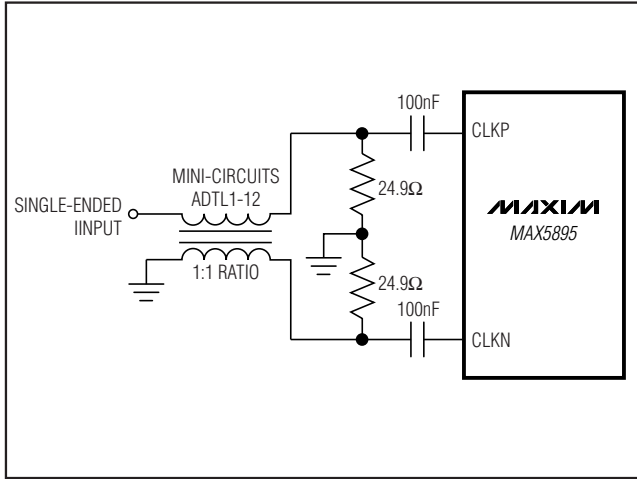 100nF
CLKP
MINI-CIRCUITS
ADTL1-12
24.9Ω
SINGLE-ENDED
IINPUT
MAXIM
MAX5895
1:1 RATIO
24.9Ω
100nF
CLKN